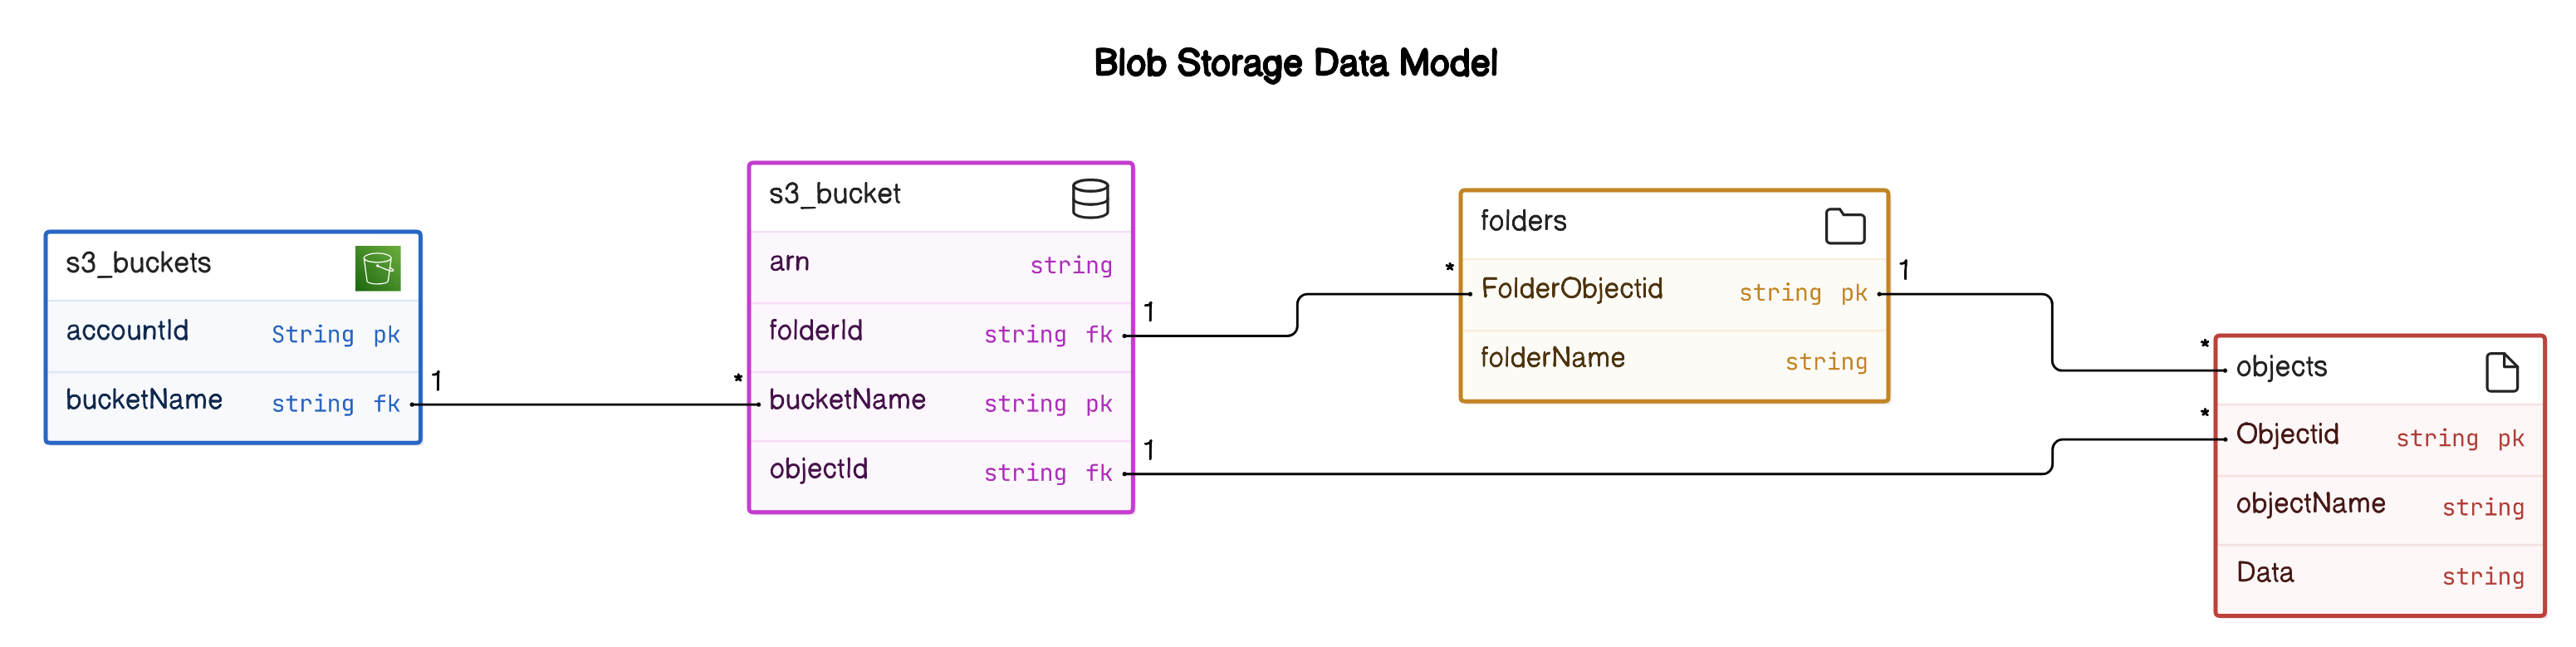 Blob Storage Data Model
s3_buckets
accountId String pk
bucketName string fk
1
*
s3_bucket
arn string
folderId string fk
bucketName string pk
objectId string fk
1
1
*
folders
FolderObjectid string pk
folderName string
1
*
*
objects
Objectid string pk
objectName string
Data string